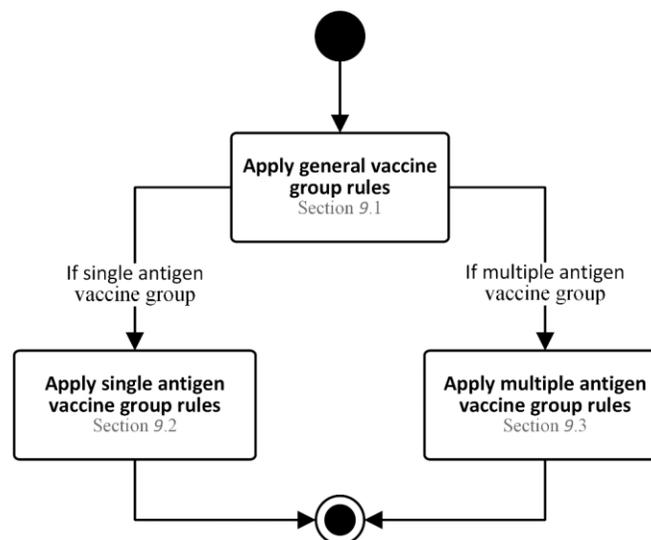 Apply general vaccine
group rules
Section 9.1
If single antigen
vaccine group
If multiple antigen
vaccine group
Apply single antigen
vaccine group rules
Section 9.2
Apply multiple antigen
vaccine group rules
Section 9.3